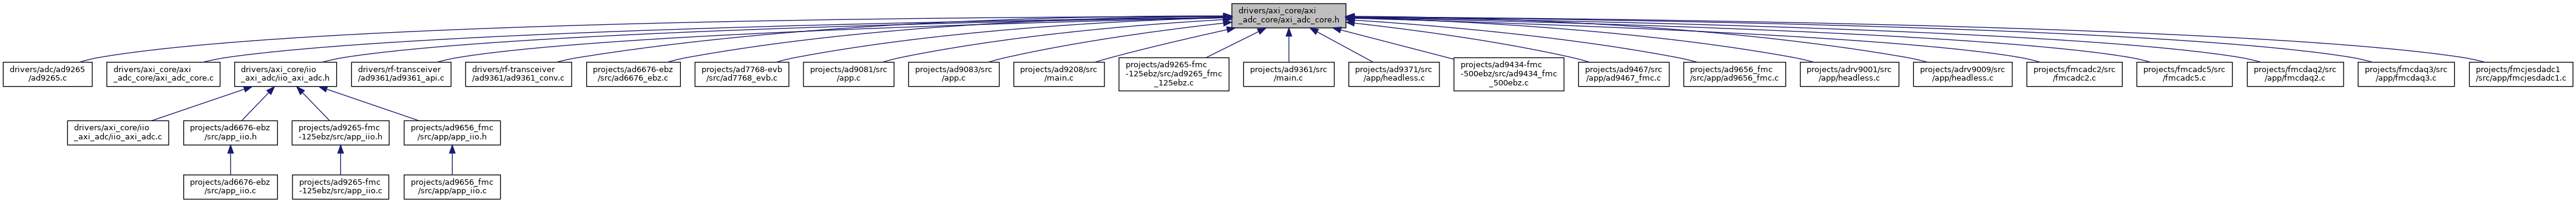 drivers/axi_core/axi
_adc_core/axi_adc_core.h
drivers/adc/ad9265
/ad9265.c
drivers/axi_core/axi
_adc_core/axi_adc_core.c
drivers/axi_core/iio
_axi_adc/iio_axi_adc.h
drivers/rf-transceiver
/ad9361/ad9361_api.c
drivers/rf-transceiver
/ad9361/ad9361_conv.c
projects/ad6676-ebz
/src/ad6676_ebz.c
projects/ad7768-evb
/src/ad7768_evb.c
projects/ad9081/src
/app.c
projects/ad9083/src
/app.c
projects/ad9208/src
/main.c
projects/ad9265-fmc
-125ebz/src/ad9265_fmc
_125ebz.c
projects/ad9361/src
/main.c
projects/ad9371/src
/app/headless.c
projects/ad9434-fmc
-500ebz/src/ad9434_fmc
_500ebz.c
projects/ad9467/src
/app/ad9467_fmc.c
projects/ad9656_fmc
/src/app/ad9656_fmc.c
projects/adrv9001/src
/app/headless.c
projects/adrv9009/src
/app/headless.c
projects/fmcadc2/src
/fmcadc2.c
projects/fmcadc5/src
/fmcadc5.c
projects/fmcdaq2/src
/app/fmcdaq2.c
projects/fmcdaq3/src
/app/fmcdaq3.c
projects/fmcjesdadc1
/src/app/fmcjesdadc1.c
drivers/axi_core/iio
_axi_adc/iio_axi_adc.c
projects/ad6676-ebz
/src/app_iio.h
projects/ad9265-fmc
-125ebz/src/app_iio.h
projects/ad9656_fmc
/src/app/app_iio.h
projects/ad6676-ebz
/src/app_iio.c
projects/ad9265-fmc
-125ebz/src/app_iio.c
projects/ad9656_fmc
/src/app/app_iio.c